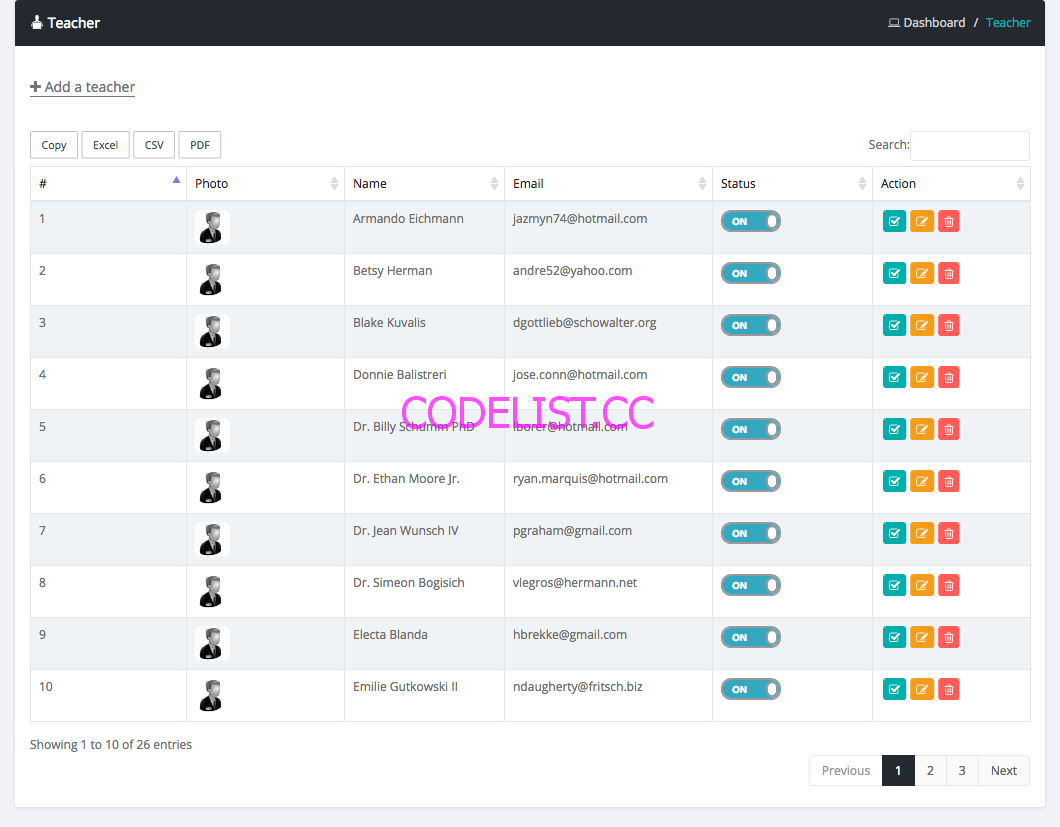 Teacher
Dashboard / Teacher
Add a teacher
Copy Excel CSV PDF
Search:
# Photo Name Email Status Action
1 Armando Eichmann jazmyn74@hotmail.com ON
2 Betsy Herman andre52@yahoo.com ON
3 Blake Kuvalis dgottlieb@schowalter.org ON
4 Donnie Balistreri jose.conn@hotmail.com ON
CODELIST.CC
5 Dr. Billy Schumm PhD lborer@hotmail.com ON
6 Dr. Ethan Moore Jr. ryan.marquis@hotmail.com ON
7 Dr. Jean Wunsch IV pgraham@gmail.com ON
8 Dr. Simeon Bogisich vlegros@hermann.net ON
9 Electa Blanda hbrekke@gmail.com ON
10 Emilie Gutkowski II ndaugherty@fritsch.biz ON
Showing 1 to 10 of 26 entries
Previous 1 2 3 Next